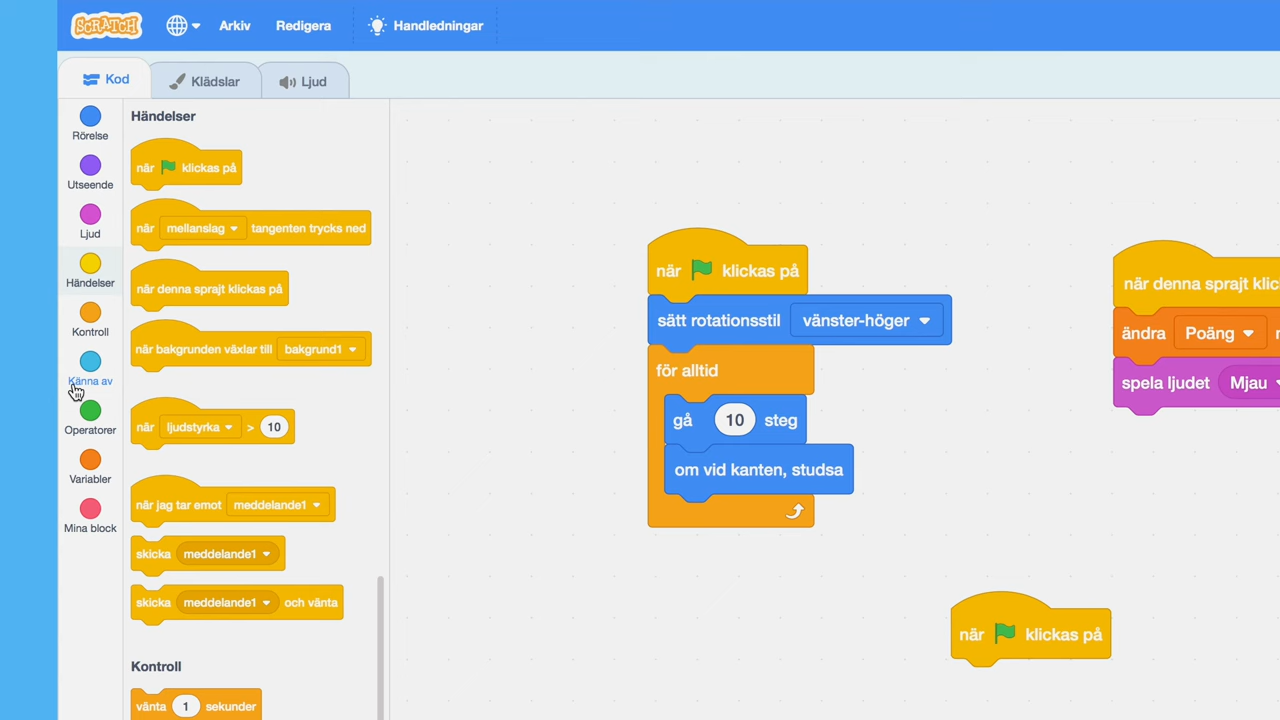 SCRATCH
Arkiv
Redigera
Handledningar
Kod
Klädslar
Ljud
Rörelse
Utseende
Ljud
Händelser
Kontroll
Känna av
Operatorer
Variabler
Mina block
Händelser
när klickas på
när mellanslag tangenten trycks ned
när denna sprajt klickas på
när bakgrunden växlar till bakgrund1
när ljudstyrka > 10
när jag tar emot meddelande1
skicka meddelande1
skicka meddelande1 och vänta
Kontroll
vänta 1 sekunder
när klickas på
sätt rotationsstil vänster-höger
för alltid
gå 10 steg
om vid kanten, studsa
när denna sprajt
ändra Poäng
spela ljudet Mjau
när klickas på